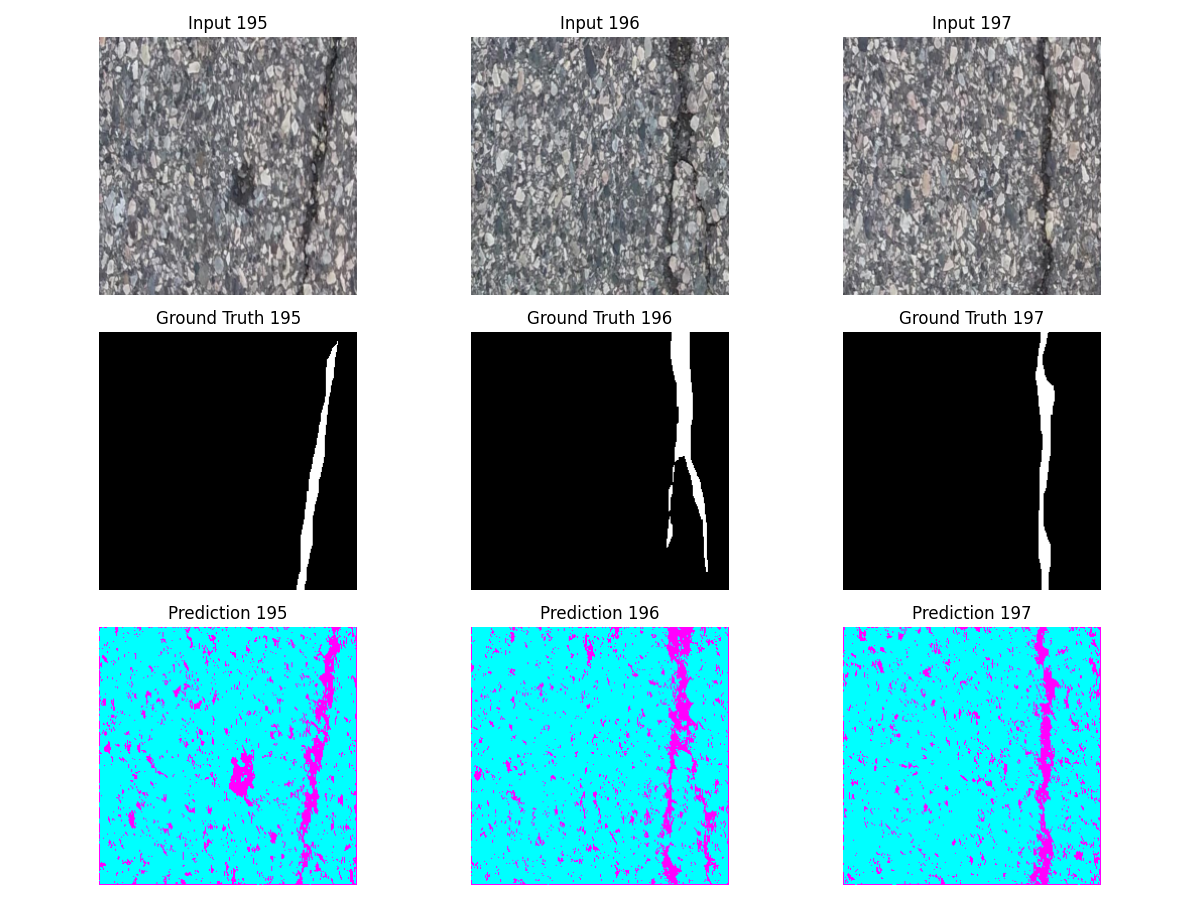 Input 195
Input 196
Input 197
Ground Truth 195
Ground Truth 196
Ground Truth 197
Prediction 195
Prediction 196
Prediction 197